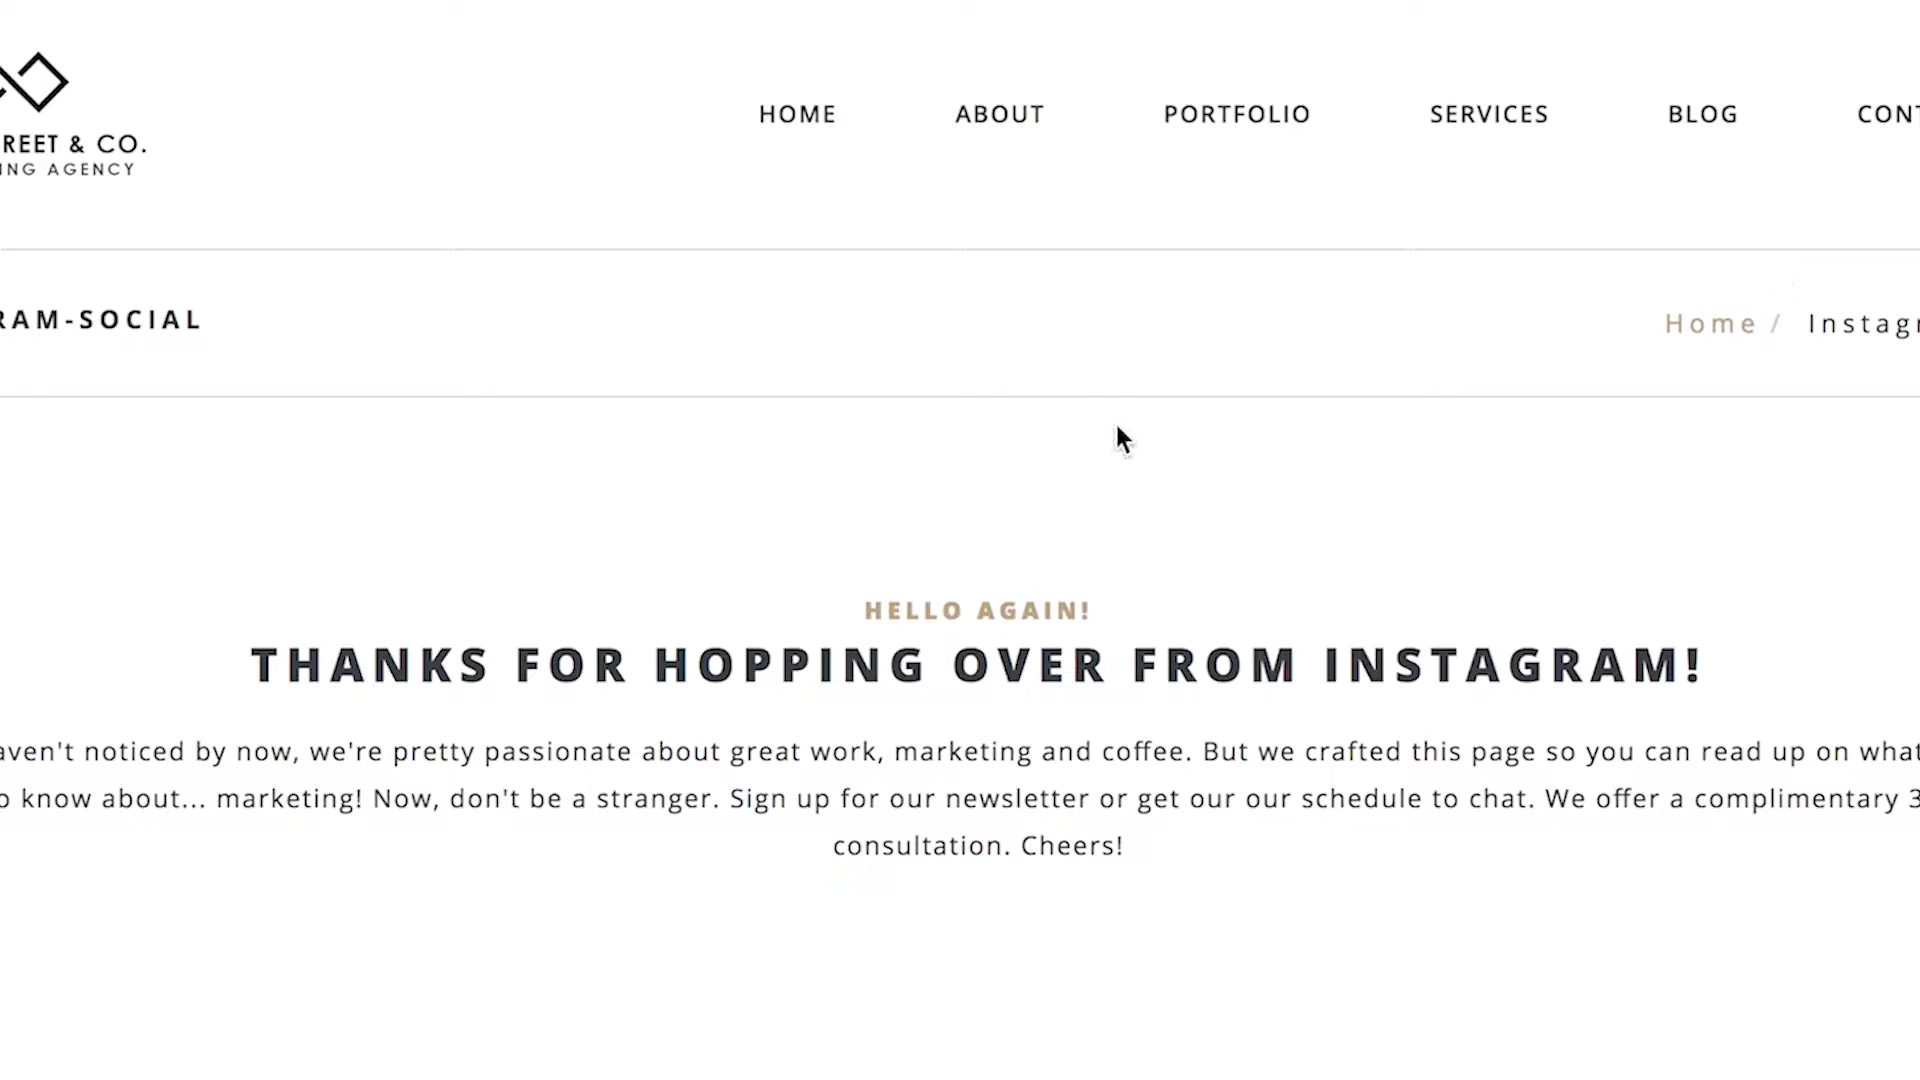 REET & CO.
ING AGENCY
HOME ABOUT PORTFOLIO SERVICES BLOG CONT
RAM-SOCIAL
Home / Instagr
HELLO AGAIN!
THANKS FOR HOPPING OVER FROM INSTAGRAM!
aven't noticed by now, we're pretty passionate about great work, marketing and coffee. But we crafted this page so you can read up on what
o know about... marketing! Now, don't be a stranger. Sign up for our newsletter or get our our schedule to chat. We offer a complimentary 3
consultation. Cheers!